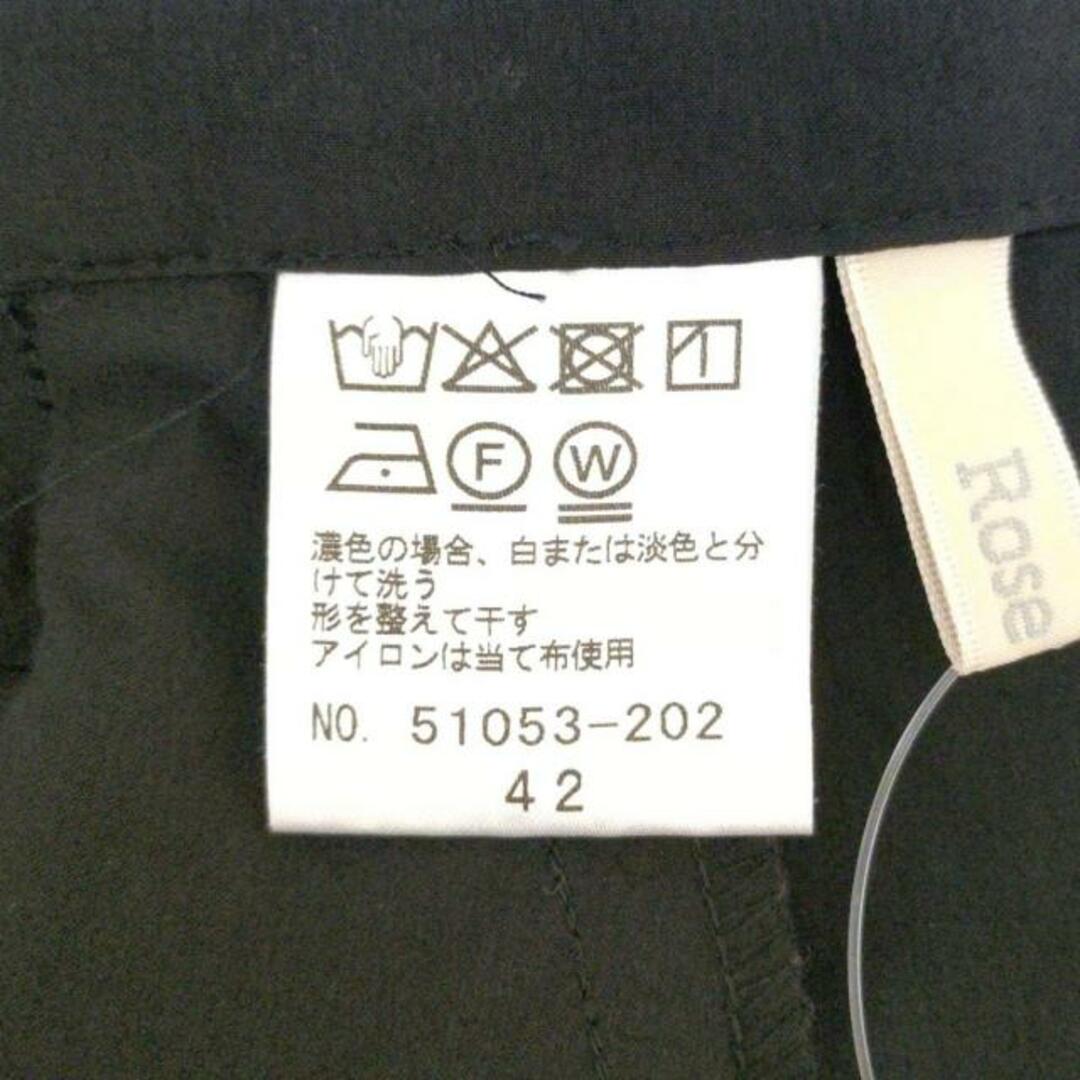 F W
濃色の場合、白または淡色と分
けて洗う
形を整えて干す
アイロンは当て布使用
NO. 51053-202
42
Rose